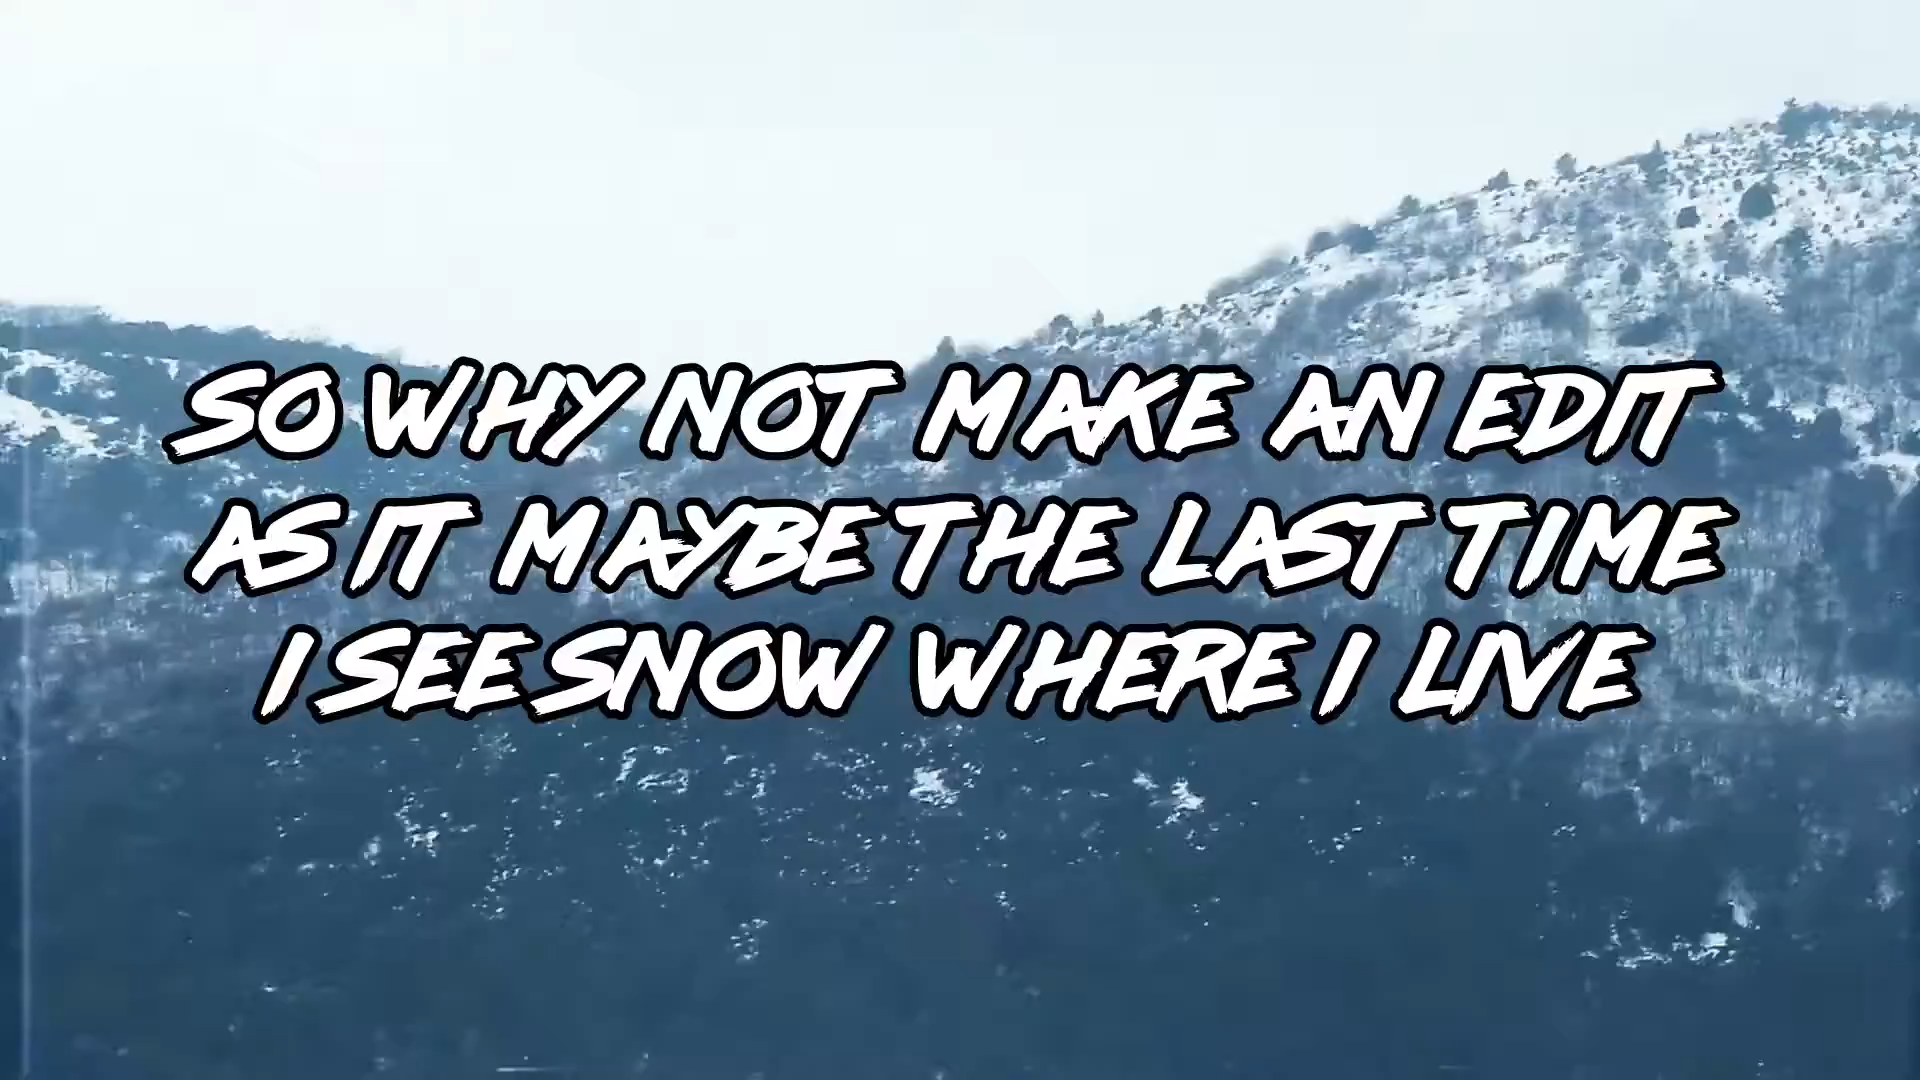 SO WHY NOT MAKE AN EDIT
AS IT MAYBE THE LAST TIME
I SEE SNOW WHERE I LIVE